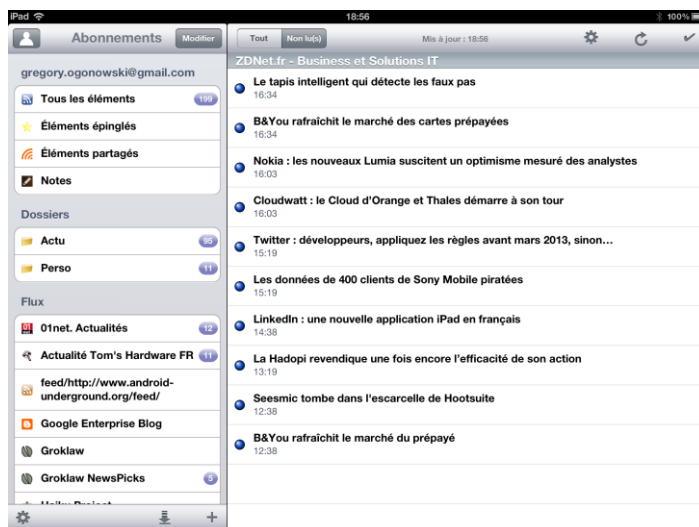 iPad 18:56 100%
Abonnements Modifier
gregory.ogonowski@gmail.com
Tous les éléments 199
Éléments épinglés
Éléments partagés
Notes
Dossiers
Actu 95
Perso 11
Flux
01net. Actualités 12
Actualité Tom's Hardware FR 11
feed/http://www.android-
underground.org/feed/
Google Enterprise Blog
Groklaw
Groklaw NewsPicks 5
Tout Non lu(s) Mis à jour : 18:56
ZDNet.fr - Business et Solutions IT
Le tapis intelligent qui détecte les faux pas
16:34
B&You rafraîchit le marché des cartes prépayées
16:34
Nokia : les nouveaux Lumia suscitent un optimisme mesuré des analystes
16:03
Cloudwatt : le Cloud d'Orange et Thales démarre à son tour
16:03
Twitter : développeurs, appliquez les règles avant mars 2013, sinon…
15:19
Les données de 400 clients de Sony Mobile piratées
15:19
LinkedIn : une nouvelle application iPad en français
14:38
La Hadopi revendique une fois encore l'efficacité de son action
13:19
Seesmic tombe dans l'escarcelle de Hootsuite
12:38
B&You rafraîchit le marché du prépayé
12:38